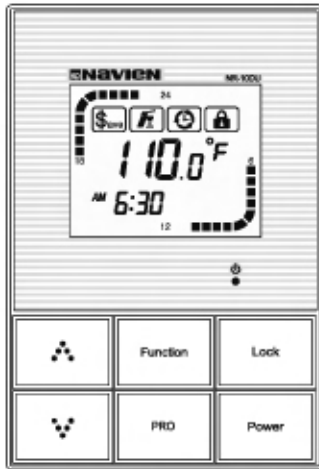 NAVIEN NR-10DU
24
$
18 110.0°F 6
AM 6:30
12
Function Lock
PRO Power